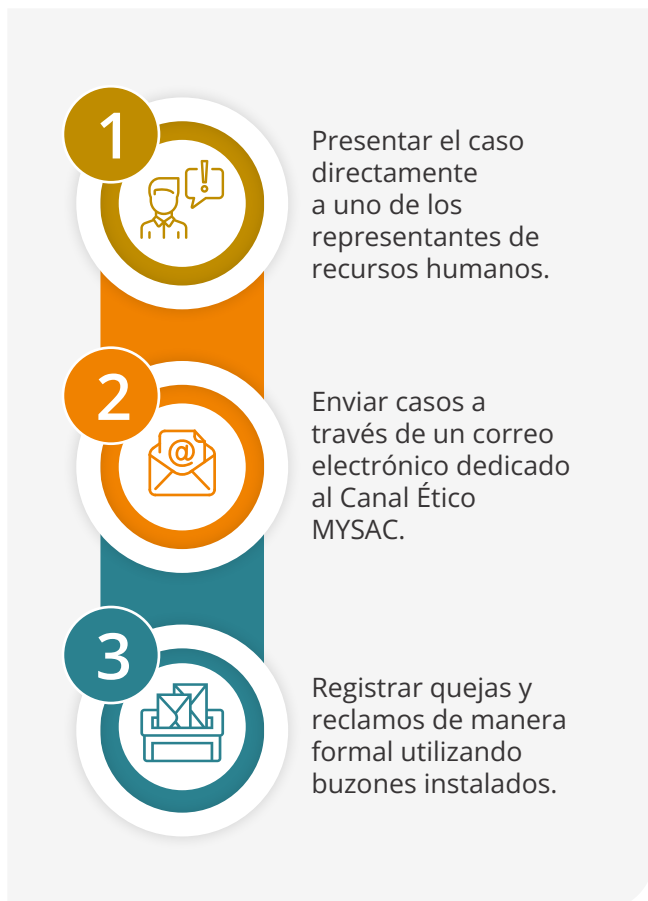 1
Presentar el caso
directamente
a uno de los
representantes de
recursos humanos.
2
Enviar casos a
través de un correo
electrónico dedicado
al Canal Ético
MYSAC.
3
Registrar quejas y
reclamos de manera
formal utilizando
buzones instalados.